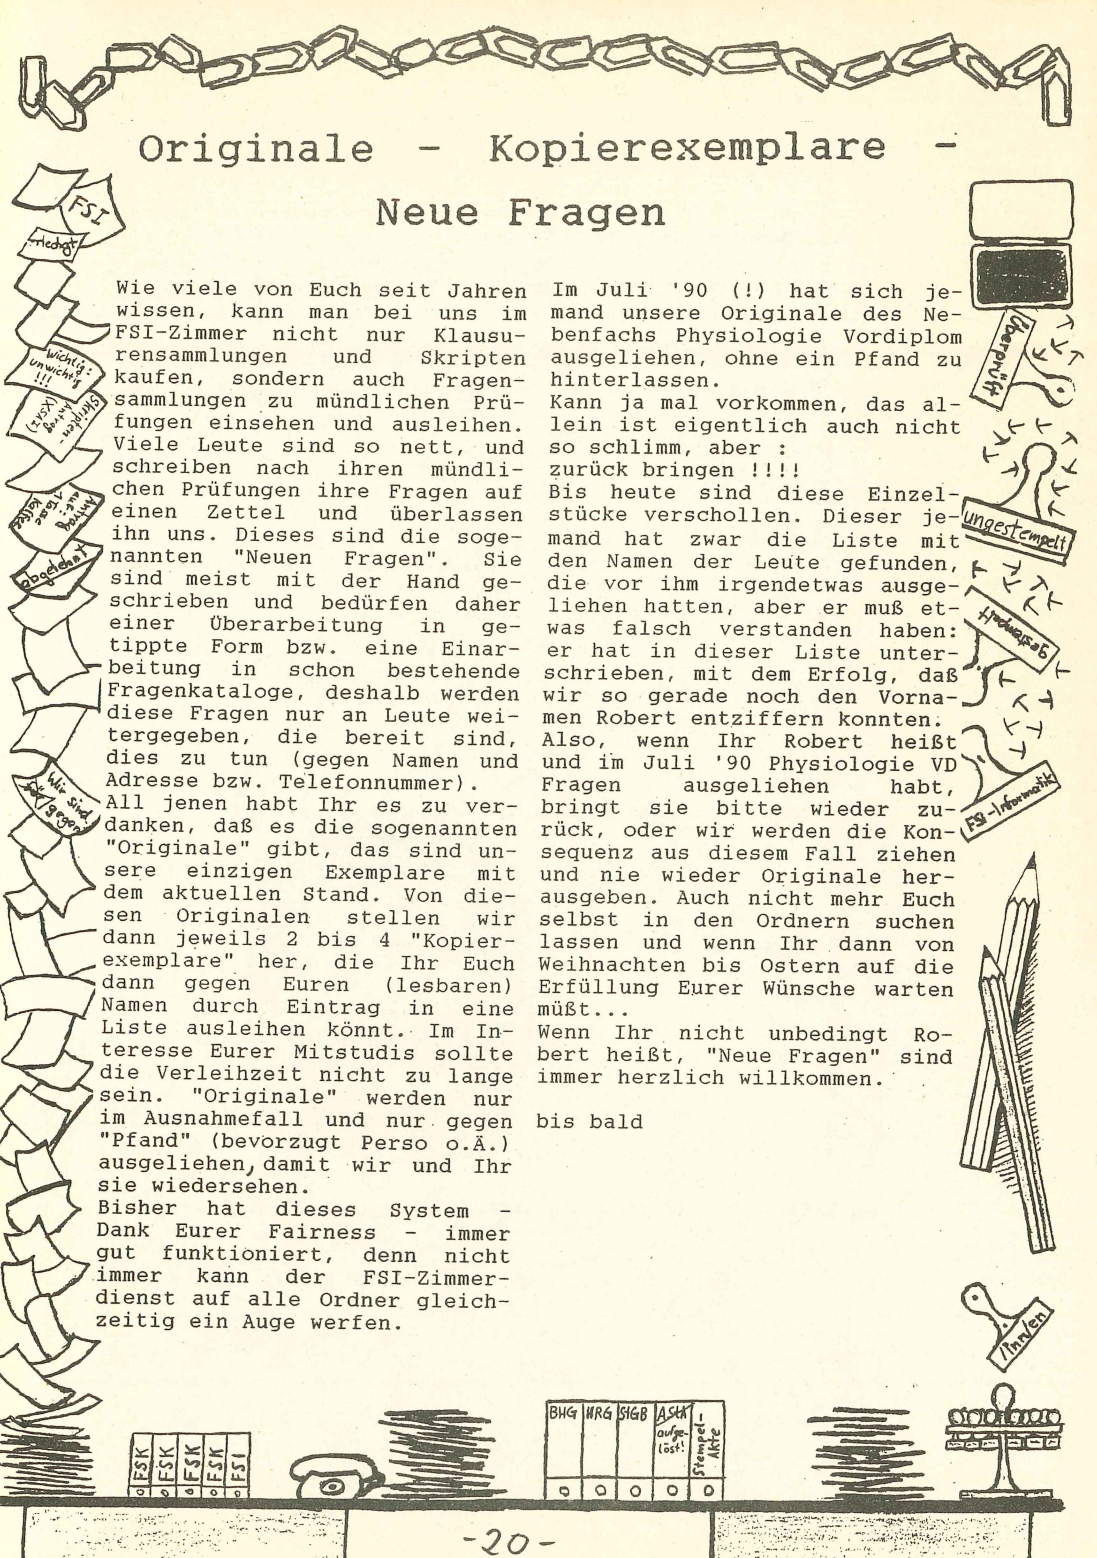 Originale - Kopierexemplare -
Neue Fragen
Wie viele von Euch seit Jahren
wissen, kann man bei uns im
FSI-Zimmer nicht nur Klausu-
rensammlungen und Skripten
kaufen, sondern auch Fragen-
sammlungen zu mündlichen Prü-
fungen einsehen und ausleihen.
Viele Leute sind so nett, und
schreiben nach ihren mündli-
chen Prüfungen ihre Fragen auf
einen Zettel und überlassen
ihn uns. Dieses sind die soge-
nannten "Neuen Fragen". Sie
sind meist mit der Hand ge-
schrieben und bedürfen daher
einer Überarbeitung in ge-
tippte Form bzw. eine Einar-
beitung in schon bestehende
Fragenkataloge, deshalb werden
diese Fragen nur an Leute wei-
tergegeben, die bereit sind,
dies zu tun (gegen Namen und
Adresse bzw. Telefonnummer).
All jenen habt Ihr es zu ver-
danken, daß es die sogenannten
"Originale" gibt, das sind un-
sere einzigen Exemplare mit
dem aktuellen Stand. Von die-
sen Originalen stellen wir
dann jeweils 2 bis 4 "Kopier-
exemplare" her, die Ihr Euch
dann gegen Euren (lesbaren)
Namen durch Eintrag in eine
Liste ausleihen könnt. Im In-
teresse Eurer Mitstudis sollte
die Verleihzeit nicht zu lange
sein. "Originale" werden nur
im Ausnahmefall und nur gegen
"Pfand" (bevorzugt Perso o.Ä.)
ausgeliehen, damit wir und Ihr
sie wiedersehen.
Bisher hat dieses System -
Dank Eurer Fairness - immer
gut funktioniert, denn nicht
immer kann der FSI-Zimmer-
dienst auf alle Ordner gleich-
zeitig ein Auge werfen.
Im Juli '90 (!) hat sich je-
mand unsere Originale des Ne-
benfachs Physiologie Vordiplom
ausgeliehen, ohne ein Pfand zu
hinterlassen.
Kann ja mal vorkommen, das al-
lein ist eigentlich auch nicht
so schlimm, aber :
zurück bringen !!!!
Bis heute sind diese Einzel-
stücke verschollen. Dieser je-
mand hat zwar die Liste mit
den Namen der Leute gefunden,
die vor ihm irgendetwas ausge-
liehen hatten, aber er muß et-
was falsch verstanden haben:
er hat in dieser Liste unter-
schrieben, mit dem Erfolg, daß
wir so gerade noch den Vorna-
men Robert entziffern konnten.
Also, wenn Ihr Robert heißt
und im Juli '90 Physiologie VD
Fragen ausgeliehen habt,
bringt sie bitte wieder zu-
rück, oder wir werden die Kon-
sequenz aus diesem Fall ziehen
und nie wieder Originale her-
ausgeben. Auch nicht mehr Euch
selbst in den Ordnern suchen
lassen und wenn Ihr dann von
Weihnachten bis Ostern auf die
Erfüllung Eurer Wünsche warten
müßt...
Wenn Ihr nicht unbedingt Ro-
bert heißt, "Neue Fragen" sind
immer herzlich willkommen.
bis bald
FSI
rledigt
wichtig:
unwichtig
!!!
Skripten-
Antrag
Antrag
auf 1
Tasse
Kaffee
abgelehnt
Wir sind
für/gegen
überprüft
ungestempelt
gestempelt
FSI-Informatik
/inn/en
FSK
FSK
FSK
FSK
FSI
BHG
HRG
StGB
AStA
aufge-
löst!
Stempel-
Akte
-20-